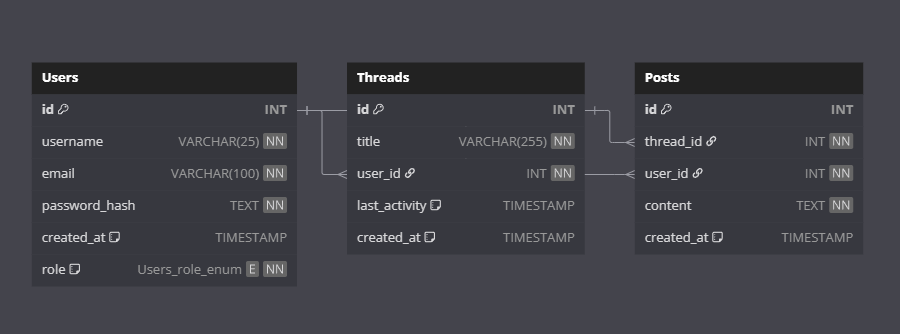 Users
id INT
username VARCHAR(25) NN
email VARCHAR(100) NN
password_hash TEXT NN
created_at TIMESTAMP
role Users_role_enum E NN
Threads
id INT
title VARCHAR(255) NN
user_id INT NN
last_activity TIMESTAMP
created_at TIMESTAMP
Posts
id INT
thread_id INT NN
user_id INT NN
content TEXT NN
created_at TIMESTAMP